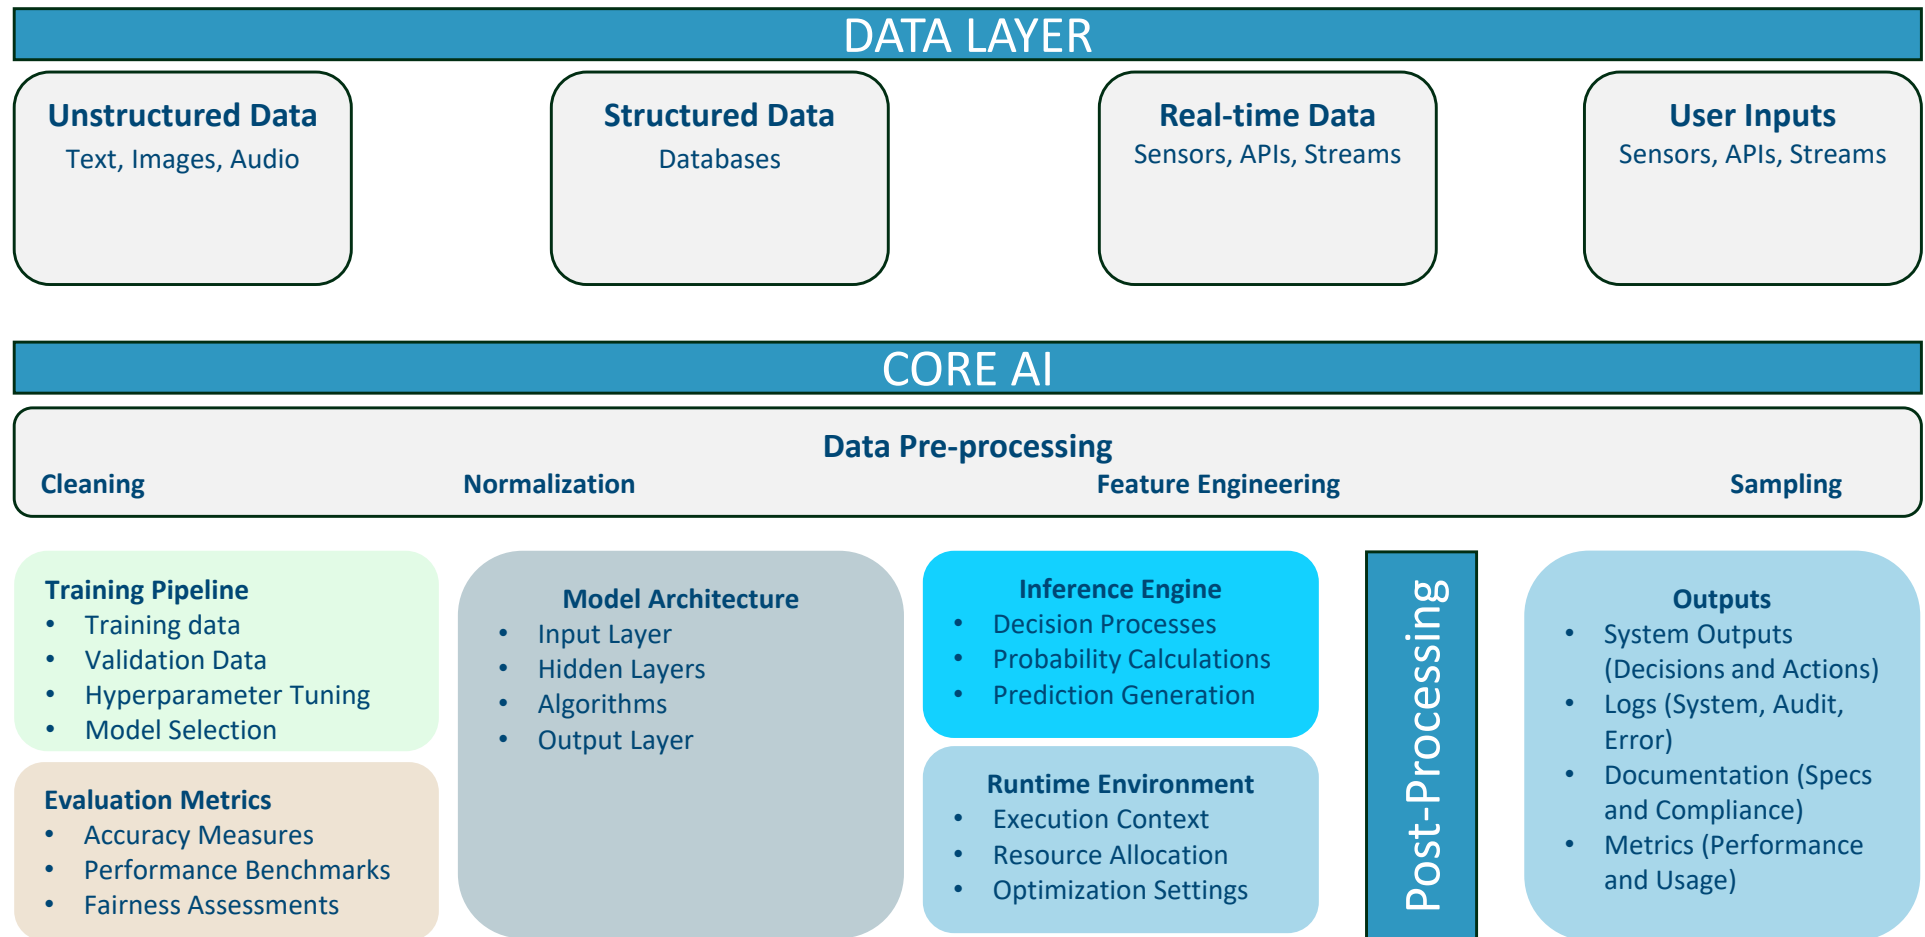 DATA LAYER
Unstructured Data
Text, Images, Audio
Structured Data
Databases
Real-time Data
Sensors, APIs, Streams
User Inputs
Sensors, APIs, Streams
CORE AI
Data Pre-processing
Cleaning
Normalization
Feature Engineering
Sampling
Training Pipeline
• Training data
• Validation Data
• Hyperparameter Tuning
• Model Selection
Evaluation Metrics
• Accuracy Measures
• Performance Benchmarks
• Fairness Assessments
Model Architecture
• Input Layer
• Hidden Layers
• Algorithms
• Output Layer
Inference Engine
• Decision Processes
• Probability Calculations
• Prediction Generation
Runtime Environment
• Execution Context
• Resource Allocation
• Optimization Settings
Post-Processing
Outputs
• System Outputs
(Decisions and Actions)
• Logs (System, Audit,
Error)
• Documentation (Specs
and Compliance)
• Metrics (Performance
and Usage)